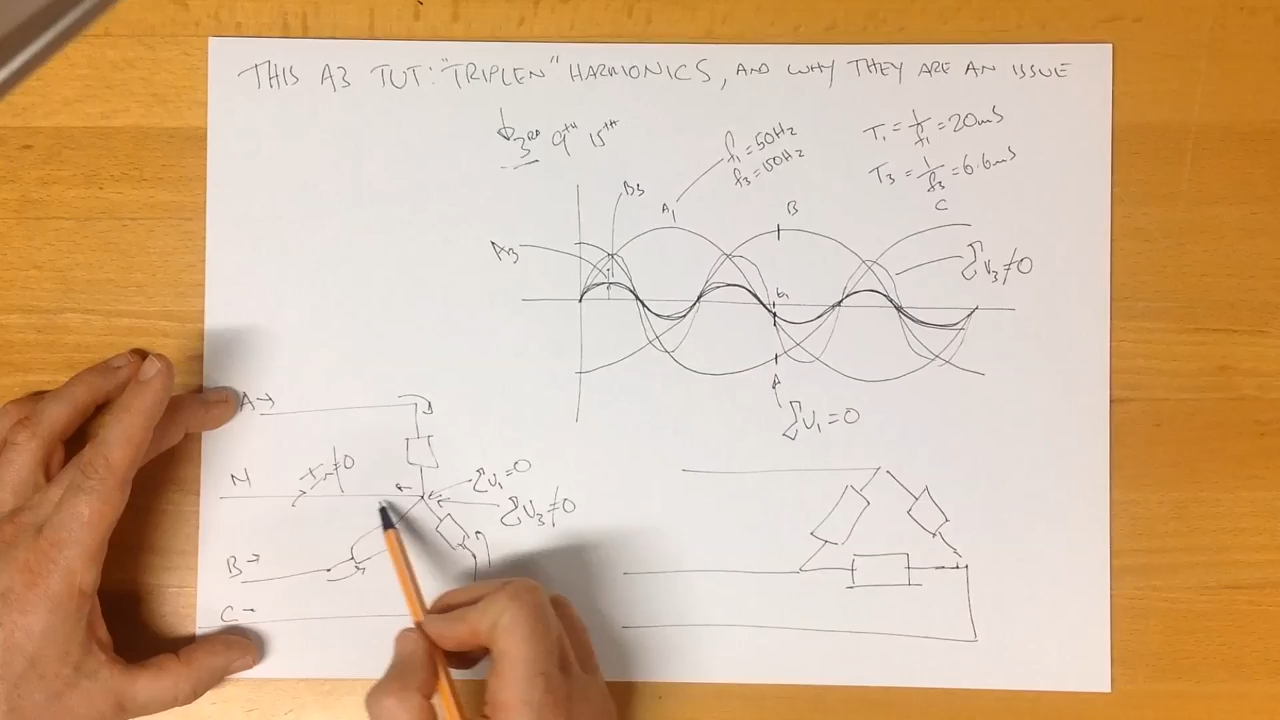 THIS A3 TUT: "TRIPLEN" HARMONICS, AND WHY THEY ARE AN ISSUE
3RD 9TH 15TH
f1=50Hz
f3=150Hz
T1=1/f1=20mS
T3=1/f3=6.6mS
B3
A1
B
C
A3
ΣV3≠0
A
ΣV1=0
A→
N
In≠0
ΣV1=0
ΣV3≠0
B→
C→